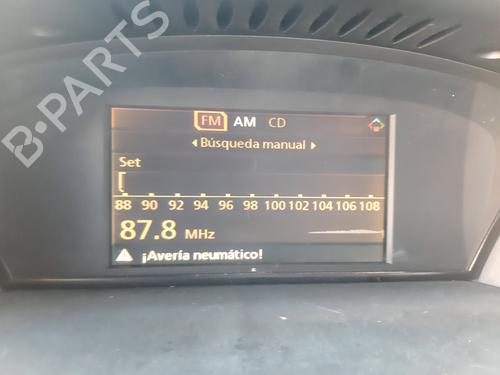 B-PARTS
FM AM CD
Búsqueda manual
Set
88 90 92 94 96 98 100 102 104 106 108
87.8 MHz
¡Avería neumático!